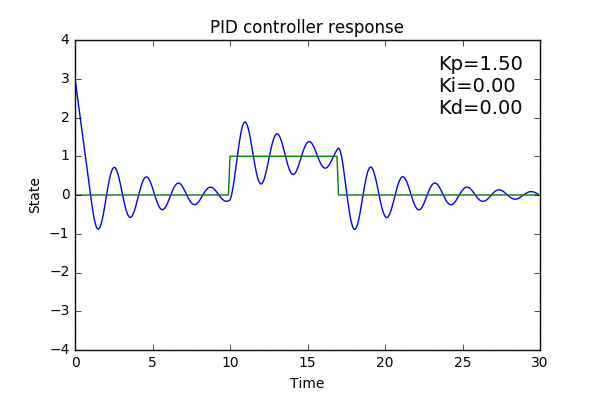 PID controller response
Kp=1.50
Ki=0.00
Kd=0.00
State
4
3
2
1
0
−1
−2
−3
−4
0 5 10 15 20 25 30
Time